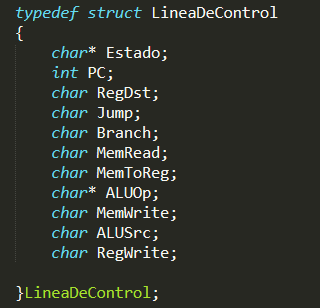 typedef struct LineaDeControl
{
    char* Estado;
    int PC;
    char RegDst;
    char Jump;
    char Branch;
    char MemRead;
    char MemToReg;
    char* ALUOp;
    char MemWrite;
    char ALUSrc;
    char RegWrite;

}LineaDeControl;